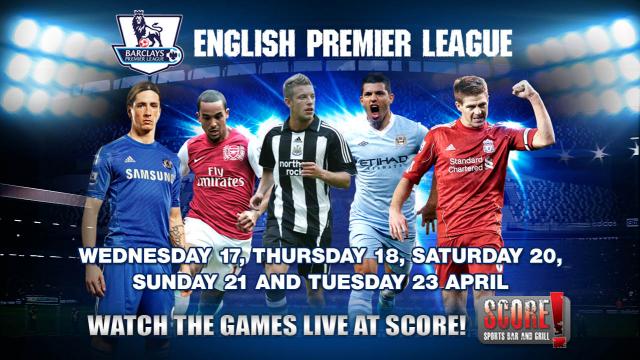 BARCLAYS
PREMIER LEAGUE
ENGLISH PREMIER LEAGUE
SAMSUNG
Fly
Emirates
northern
rock
ETIHAD
AIRWAYS
Standard
Chartered
WEDNESDAY 17, THURSDAY 18, SATURDAY 20,
SUNDAY 21 AND TUESDAY 23 APRIL
WATCH THE GAMES LIVE AT SCORE!
SCORE!
SPORTS BAR AND GRILL